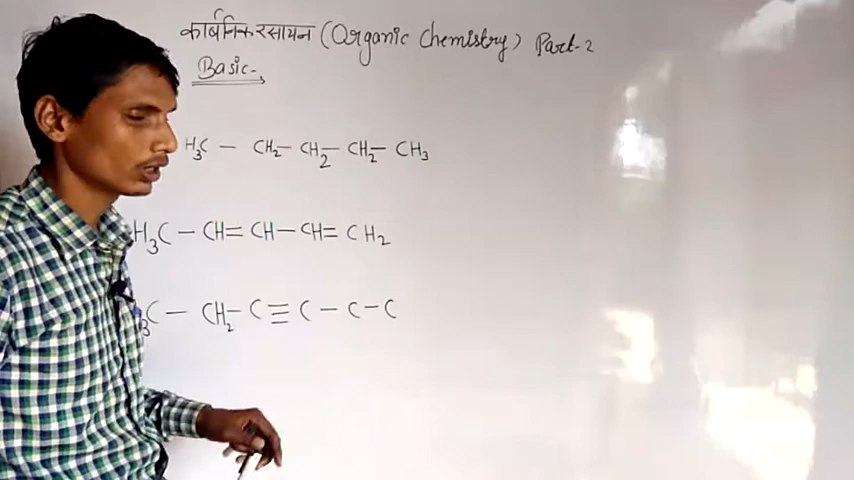 कार्बनिक रसायन (Organic Chemistry) Part-2
Basic-
H₃C — CH₂— CH₂— CH₂— CH₃
H₃C — CH= CH— CH= CH₂
₃C — CH₂— C ≡ C — C — C